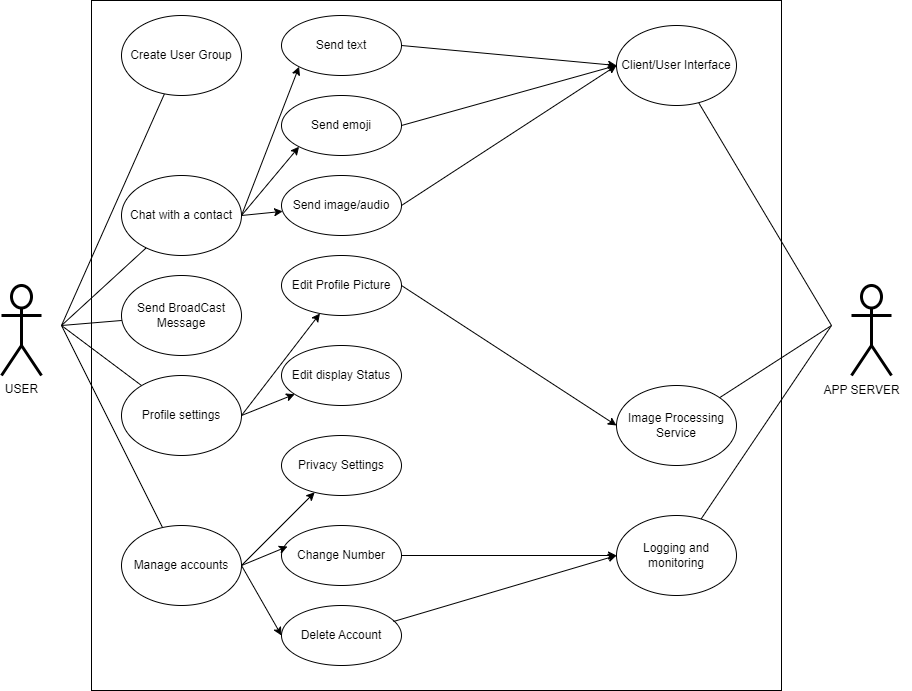 Create User Group
Send text
Client/User Interface
Send emoji
Chat with a contact
Send image/audio
Edit Profile Picture
Send BroadCast
Message
USER
APP SERVER
Edit display Status
Profile settings
Image Processing
Service
Privacy Settings
Manage accounts
Change Number
Logging and
monitoring
Delete Account